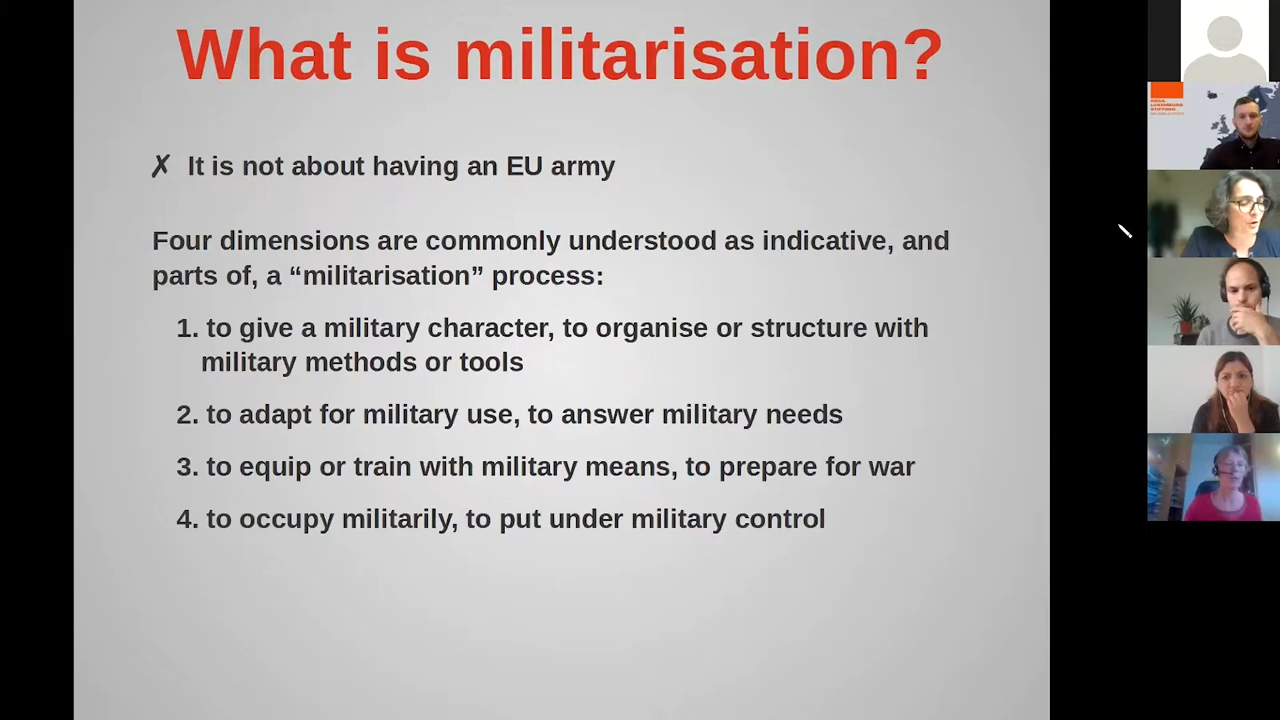 What is militarisation?
✗ It is not about having an EU army
Four dimensions are commonly understood as indicative, and
parts of, a “militarisation” process:
1. to give a military character, to organise or structure with
military methods or tools
2. to adapt for military use, to answer military needs
3. to equip or train with military means, to prepare for war
4. to occupy militarily, to put under military control
ROSA
LUXEMBURG
STIFTUNG